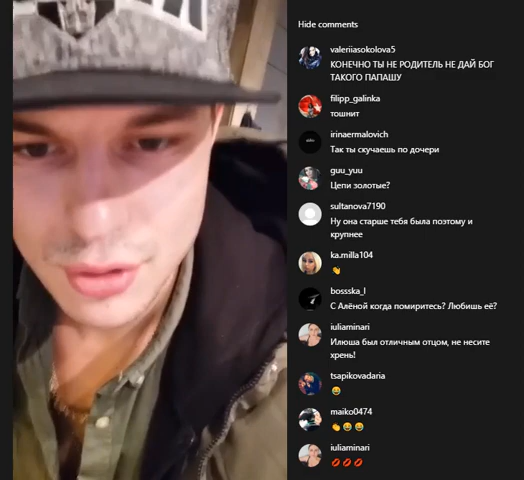 Hide comments
valeriiasokolova5
КОНЕЧНО ТЫ НЕ РОДИТЕЛЬ НЕ ДАЙ БОГ
ТАКОГО ПАПАШУ
filipp_galinka
тошнит
irinaermalovich
Так ты скучаешь по дочери
guu_yuu
Цепи золотые?
sultanova7190
Ну она старше тебя была поэтому и
крупнее
ka.milla104
👏
bossska_l
С Алёной когда помиритесь? Любишь её?
iuliaminari
Илюша был отличным отцом, не несите
хрень!
tsapikovadaria
😂
maiko0474
👏😂😂
iuliaminari
💋💋💋